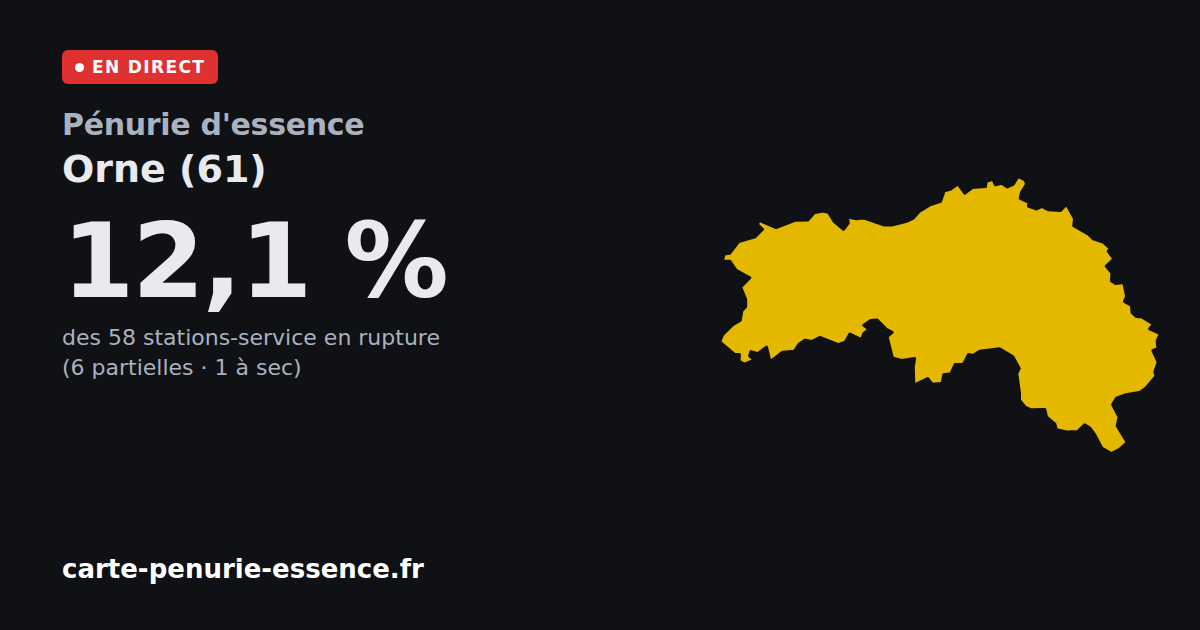 EN DIRECT
Pénurie d'essence
Orne (61)
12,1 %
des 58 stations-service en rupture
(6 partielles · 1 à sec)
carte-penurie-essence.fr